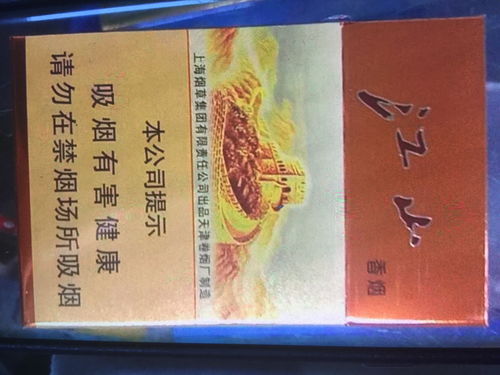 江山
香烟
上海烟草集团有限责任公司出品天津卷烟厂制造
本公司提示
吸烟有害健康
请勿在禁烟场所吸烟